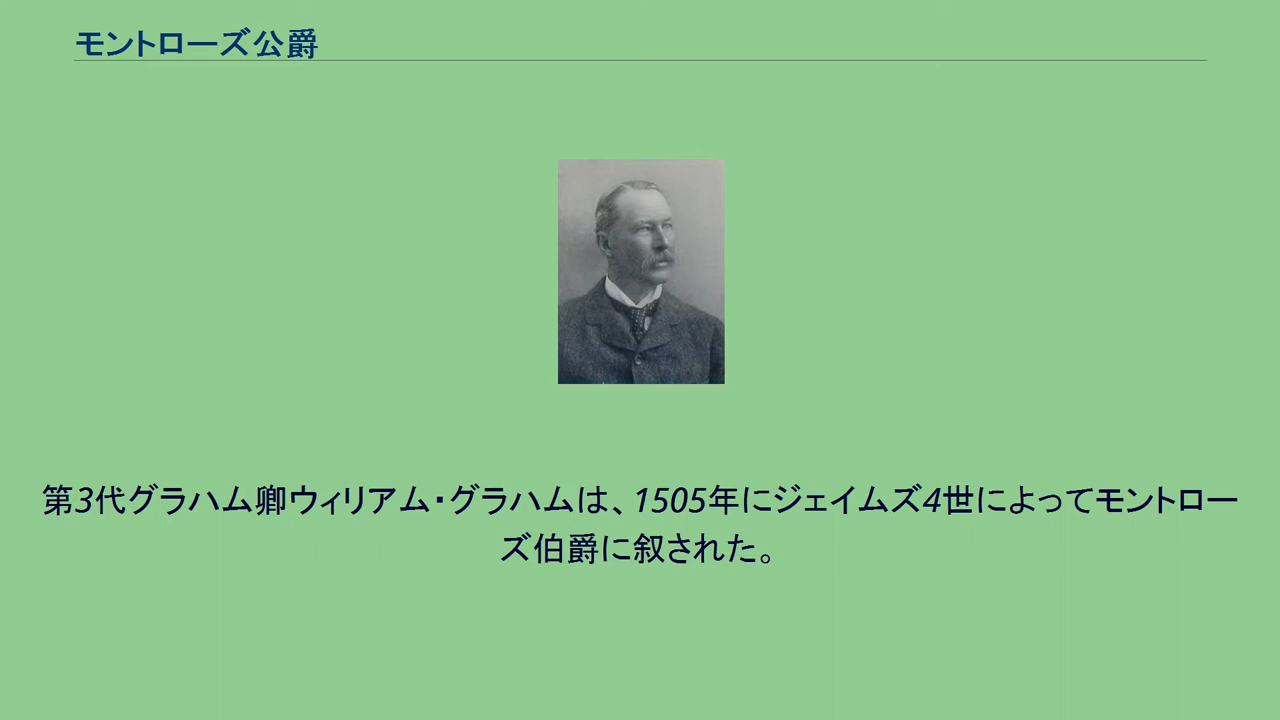 モントローズ公爵
第3代グラハム卿ウィリアム・グラハムは、1505年にジェイムズ4世によってモントロー
ズ伯爵に叙された。